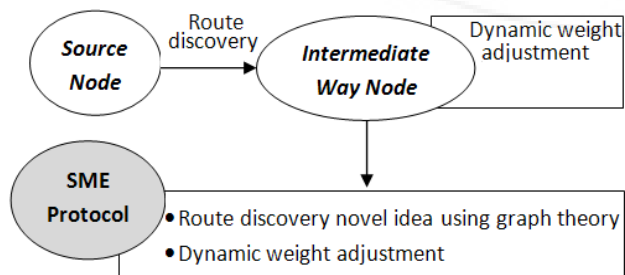 Source
Node
Route
discovery
Intermediate
Way Node
Dynamic weight
adjustment
SME
Protocol
•Route discovery novel idea using graph theory
•Dynamic weight adjustment